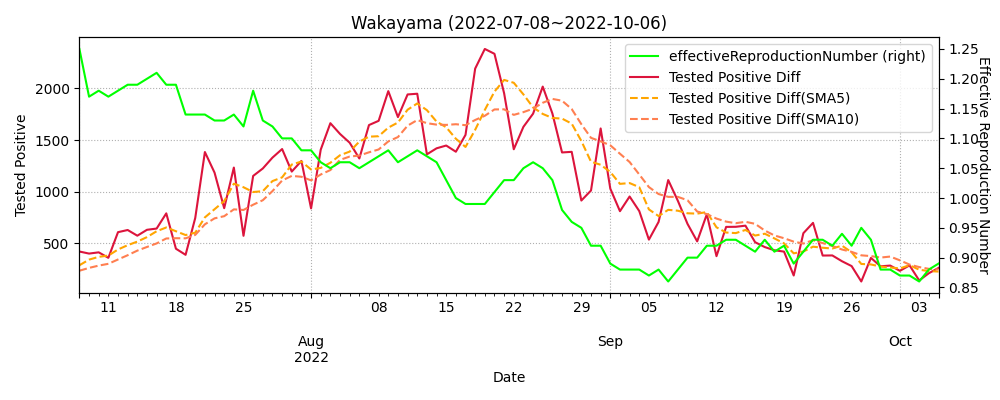 Wakayama (2022-07-08~2022-10-06)
effectiveReproductionNumber (right)
Tested Positive Diff
Tested Positive Diff(SMA5)
Tested Positive Diff(SMA10)
Tested Positive
2000
1500
1000
500
1.25
1.20
1.15
1.10
1.05
1.00
0.95
0.90
0.85
Effective Reproduction Number
11 18 25 08 15 22 29 05 12 19 26 03
Aug Sep Oct
2022
Date